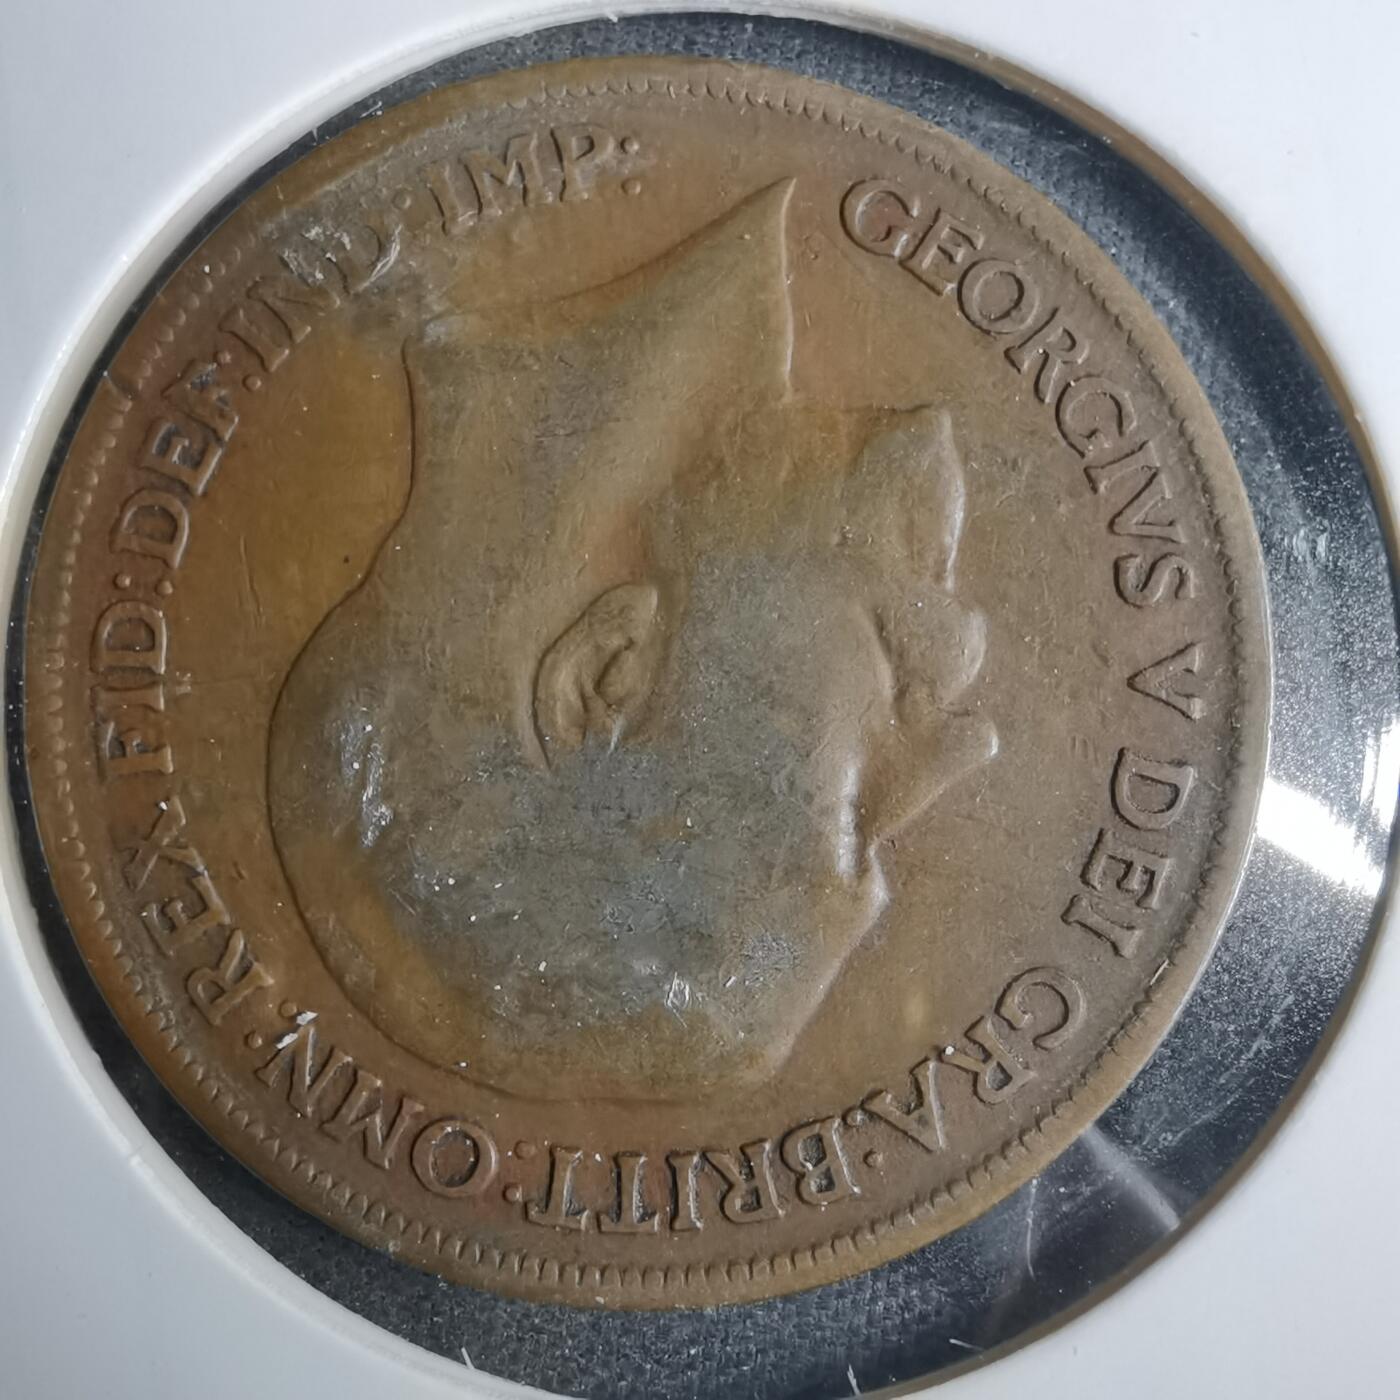 GEORGIVS V DEI GRA: BRITT: OMN: REX FID: DEF: IND: IMP: